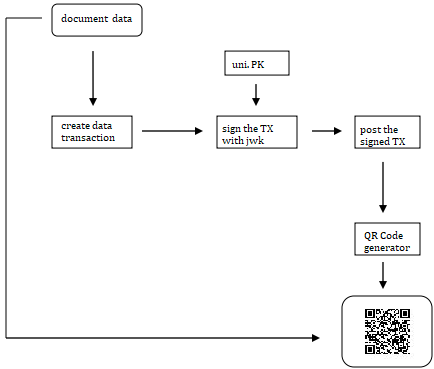 document data
uni. PK
create data
transaction
sign the TX
with jwk
post the
signed TX
QR Code
generator